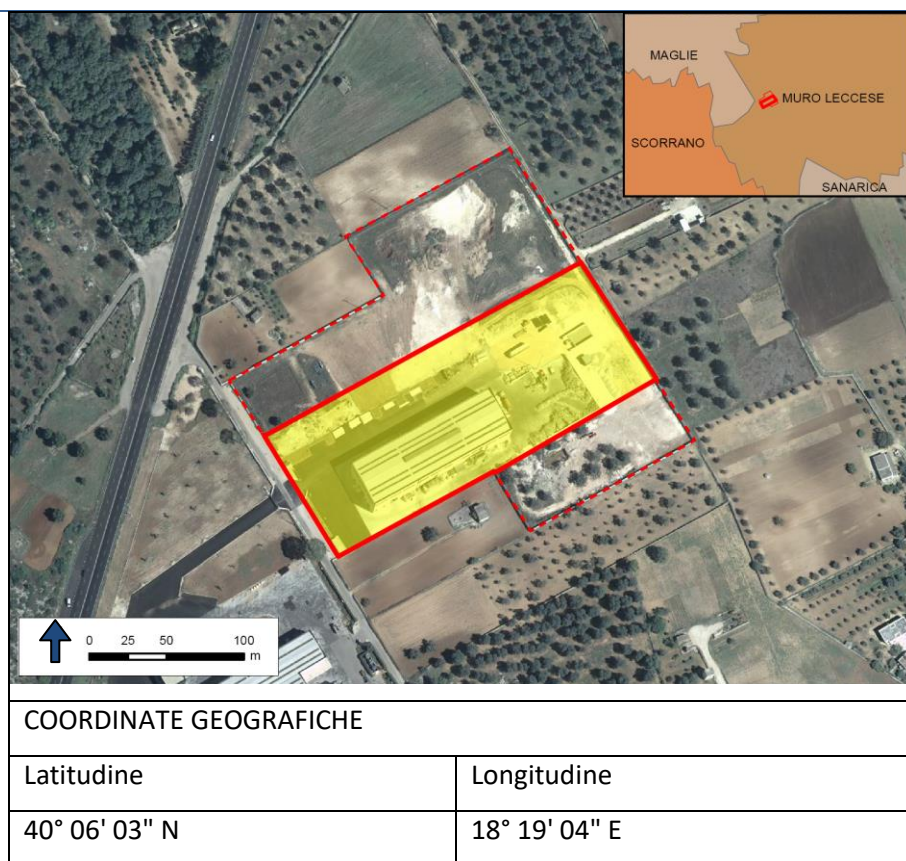 MAGLIE
MURO LECCESE
SCORRANO
SANARICA
0 25 50 100
m
COORDINATE GEOGRAFICHE
Latitudine Longitudine
40° 06' 03" N 18° 19' 04" E